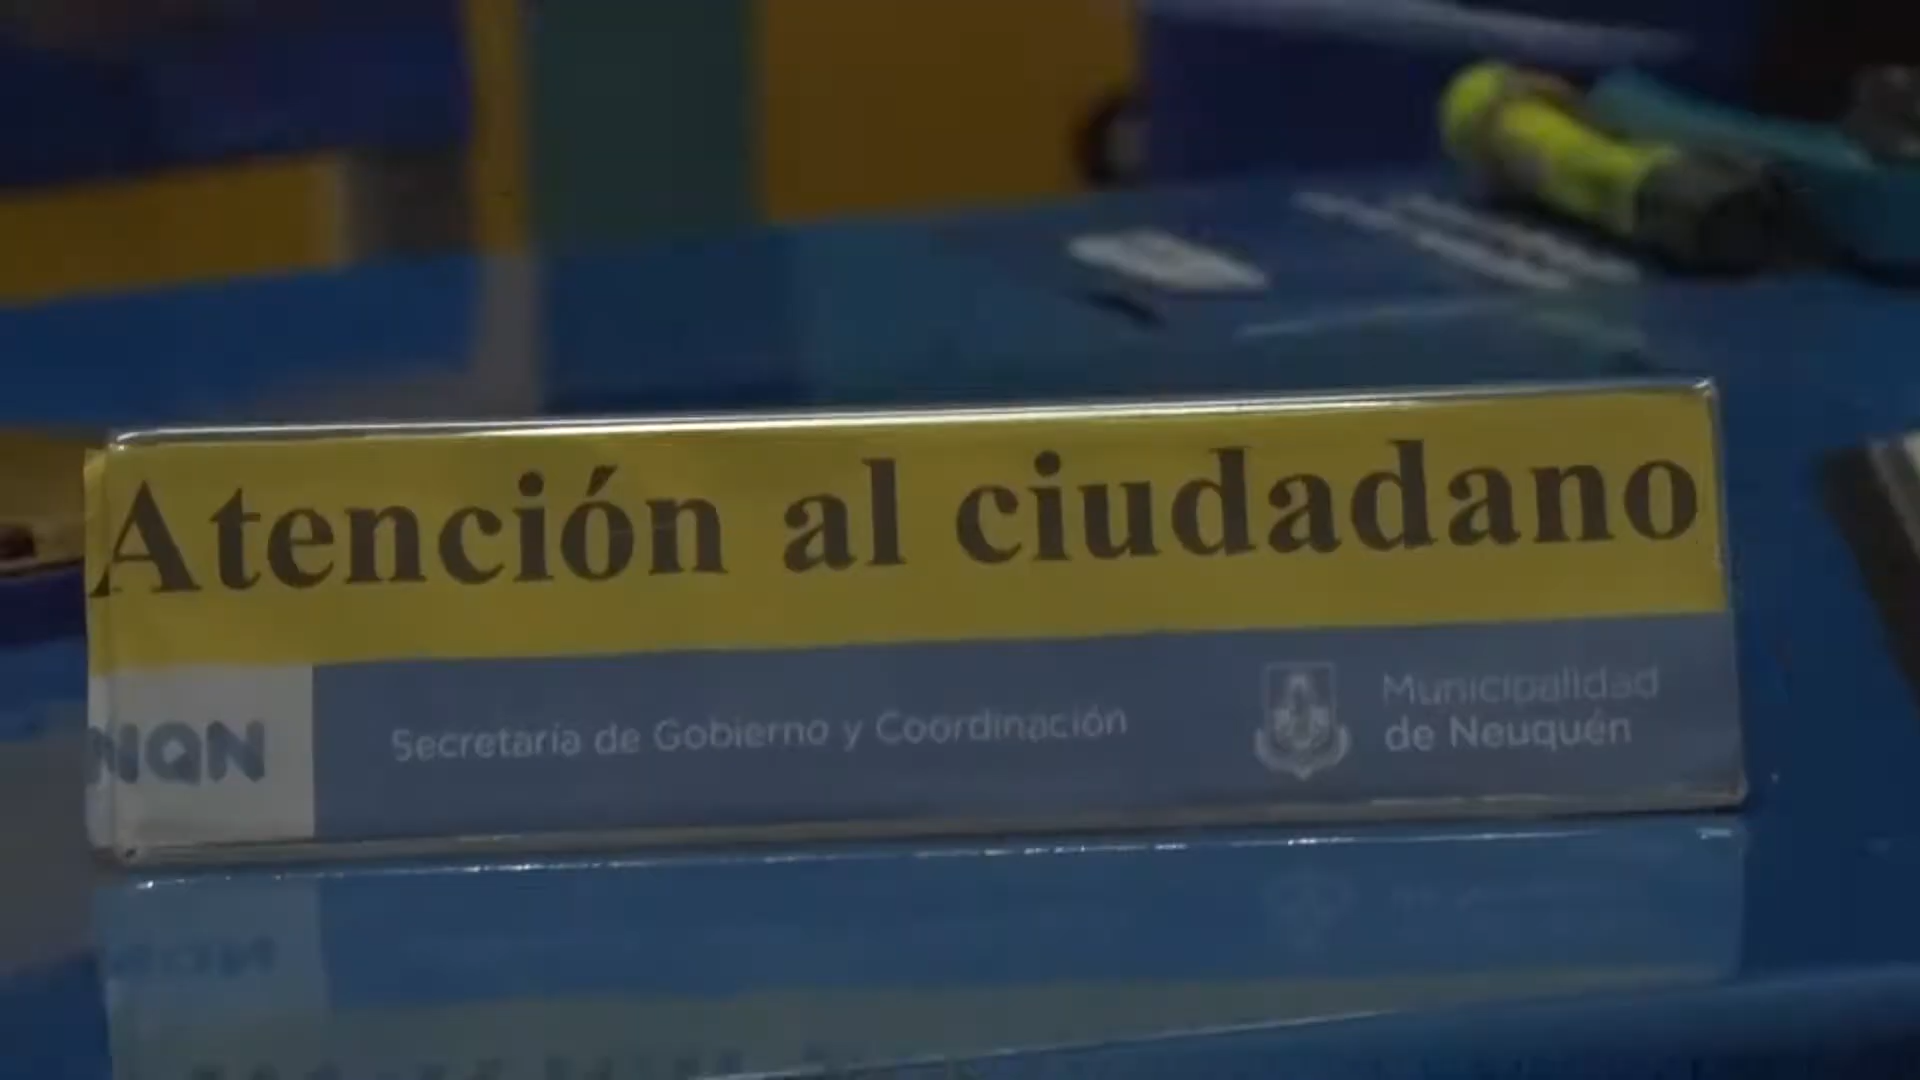 Atención al ciudadano
NQN
Secretaría de Gobierno y Coordinación
Municipalidad
de Neuquén